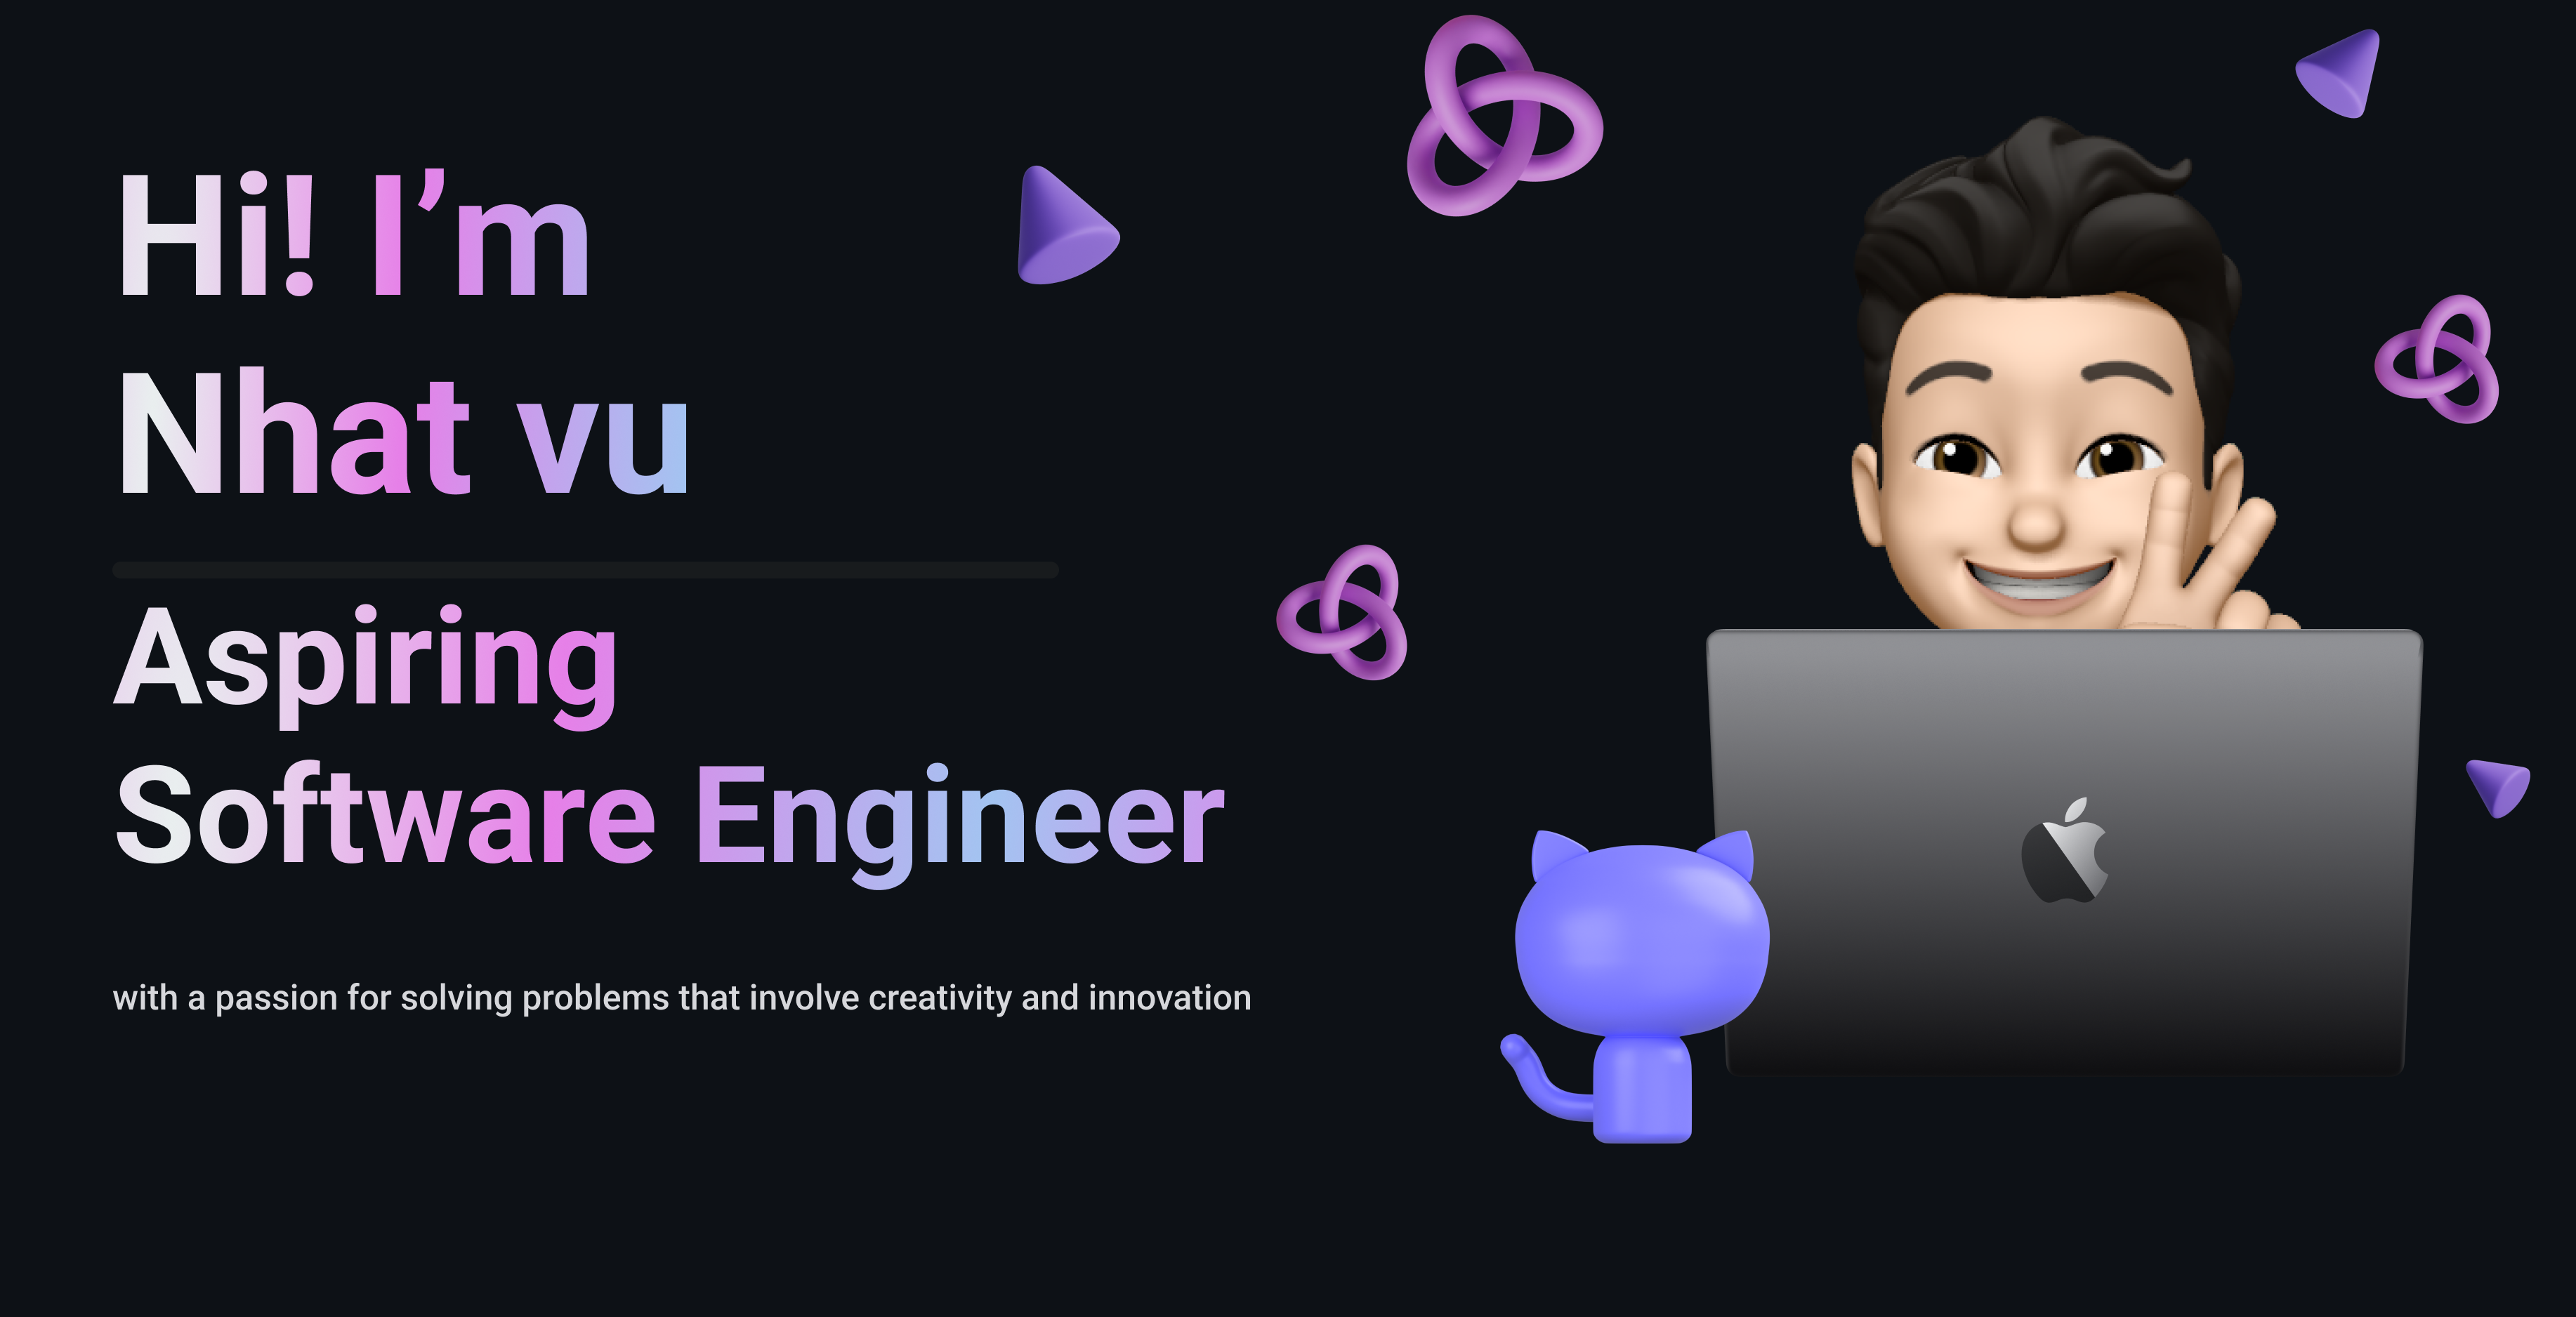 Hi! I’m
Nhat vu
Aspiring
Software Engineer
with a passion for solving problems that involve creativity and innovation